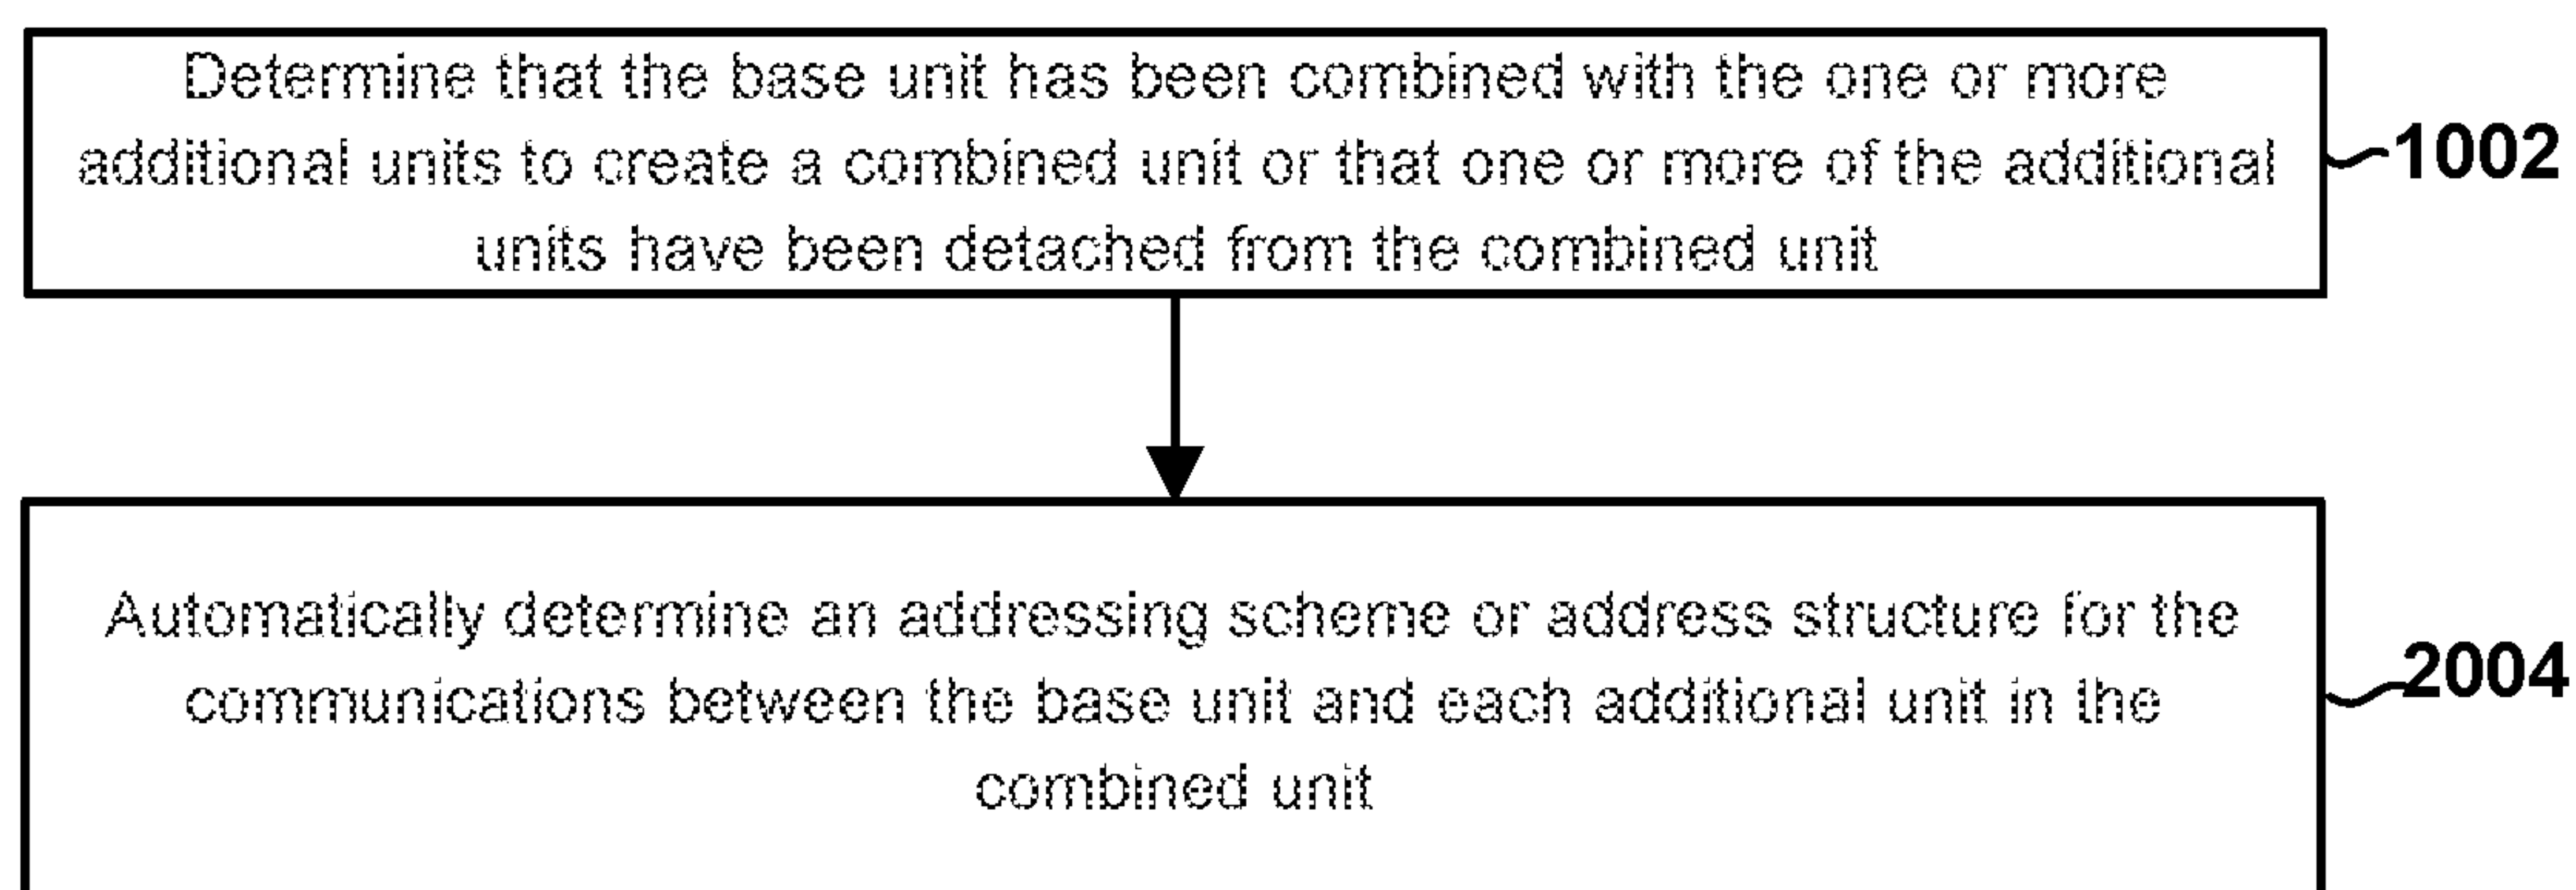 Determine that the base unit has been combined with the one or more
additional units to create a combined unit or that one or more of the additional
units have been detached from the combined unit
1002
Automatically determine an addressing scheme or address structure for the
communications between the base unit and each additional unit in the
combined unit
2004